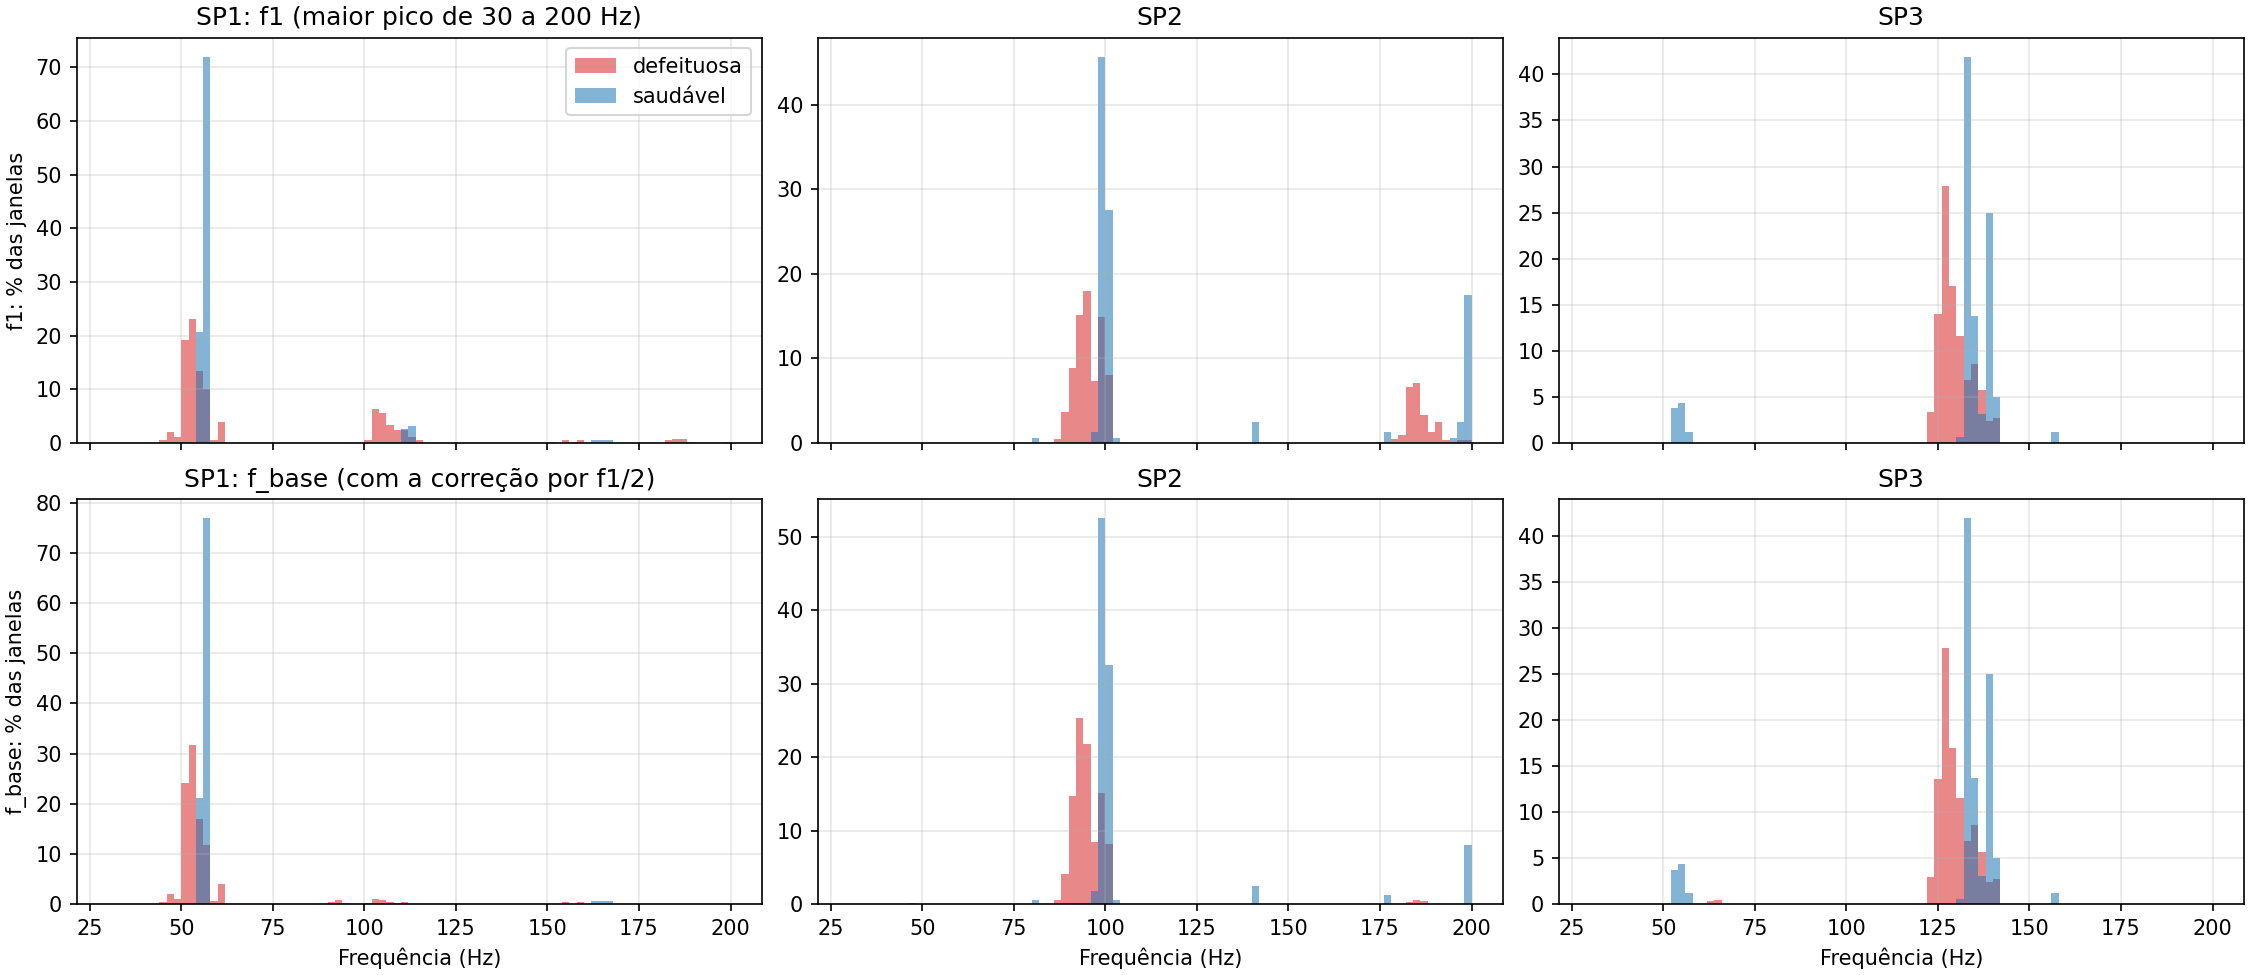 SP1: f1 (maior pico de 30 a 200 Hz)
SP2
SP3
f1: % das janelas
70
60
50
40
30
20
10
0
defeituosa
saudável
40
30
20
10
0
40
35
30
25
20
15
10
5
0
SP1: f_base (com a correção por f1/2)
SP2
SP3
f_base: % das janelas
80
70
60
50
40
30
20
10
0
25 50 75 100 125 150 175 200
Frequência (Hz)
50
40
30
20
10
0
25 50 75 100 125 150 175 200
Frequência (Hz)
40
35
30
25
20
15
10
5
0
25 50 75 100 125 150 175 200
Frequência (Hz)